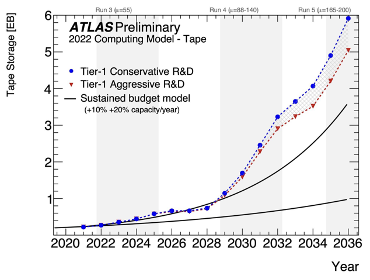 Run 3 (μ=55)
Run 4 (μ=88-140)
Run 5 (μ=165-200)
Tape Storage [EB]
6
5
4
3
2
1
ATLAS Preliminary
2022 Computing Model - Tape
Tier-1 Conservative R&D
Tier-1 Aggressive R&D
Sustained budget model
(+10% +20% capacity/year)
2020 2022 2024 2026 2028 2030 2032 2034 2036
Year